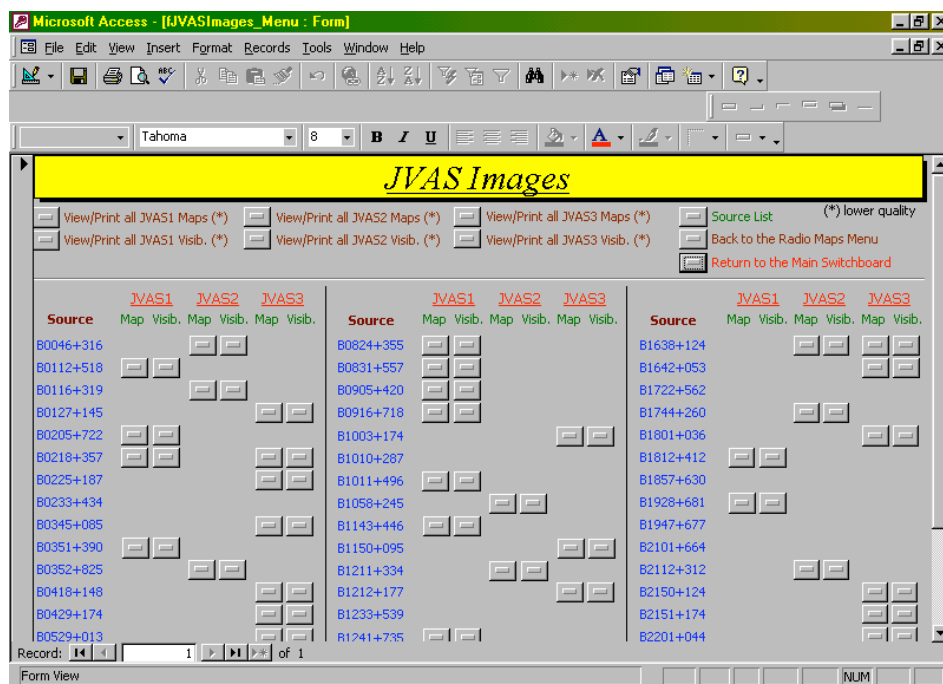 Microsoft Access - [fJVASImages_Menu : Form]
File Edit View Insert Format Records Tools Window Help
Tahoma 8 B I U A
JVAS Images
View/Print all JVAS1 Maps (*) View/Print all JVAS2 Maps (*) View/Print all JVAS3 Maps (*) Source List (*) lower quality
View/Print all JVAS1 Visib. (*) View/Print all JVAS2 Visib. (*) View/Print all JVAS3 Visib. (*) Back to the Radio Maps Menu
Return to the Main Switchboard
JVAS1 JVAS2 JVAS3 JVAS1 JVAS2 JVAS3 JVAS1 JVAS2 JVAS3
Source Map Visib. Map Visib. Map Visib. Source Map Visib. Map Visib. Map Visib. Source Map Visib. Map Visib. Map Visib.
B0046+316 B0824+355 B1638+124
B0112+518 B0831+557 B1642+053
B0116+319 B0905+420 B1722+562
B0127+145 B0916+718 B1744+260
B0205+722 B1003+174 B1801+036
B0218+357 B1010+287 B1812+412
B0225+187 B1011+496 B1857+630
B0233+434 B1058+245 B1928+681
B0345+085 B1143+446 B1947+677
B0351+390 B1150+095 B2101+664
B0352+825 B1211+334 B2112+312
B0418+148 B1212+177 B2150+124
B0429+174 B1233+539 B2151+174
B0529+013 B1241+735 B2201+044
Record: 1 of 1
Form View NUM